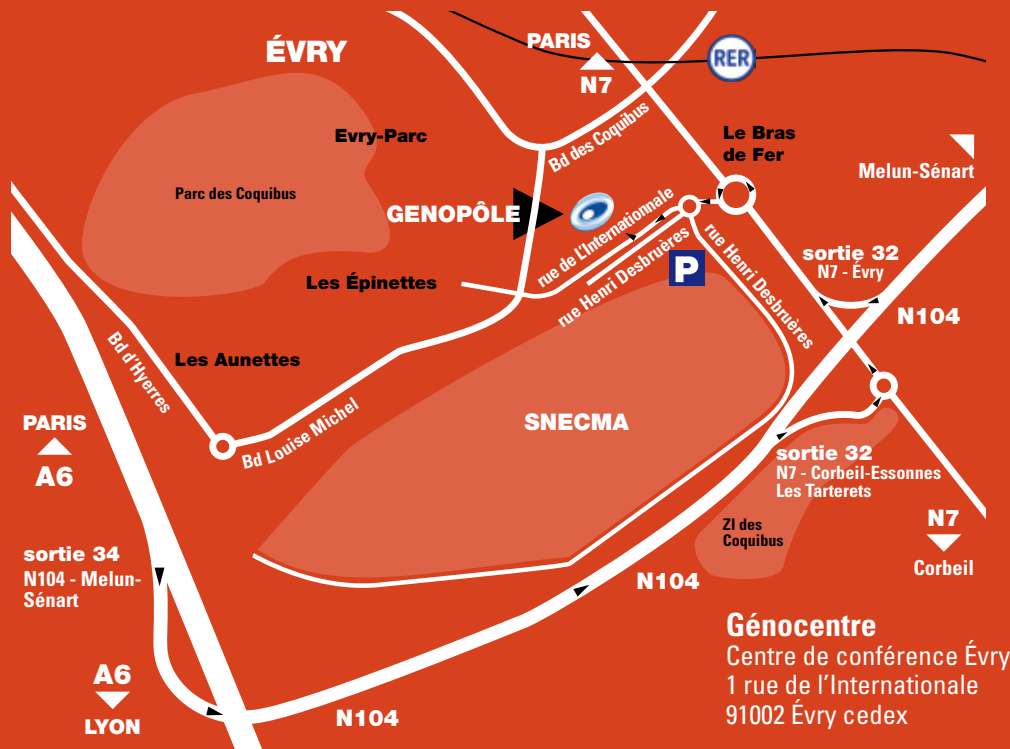 ÉVRY
PARIS
N7
RER
Evry-Parc
Bd des Coquibus
Le Bras
de Fer
Melun-Sénart
Parc des Coquibus
GENOPÔLE
rue de L'Internationale
rue Henri Desbruères
rue Henri Desbruères
P
sortie 32
N7 - Évry
N104
Les Épinettes
Bd d'Hyerres
Les Aunettes
Bd Louise Michel
SNECMA
PARIS
A6
sortie 32
N7 - Corbeil-Essonnes
Les Tarterets
N7
Corbeil
ZI des
Coquibus
sortie 34
N104 - Melun-
Sénart
N104
A6
LYON
N104
Génocentre
Centre de conférence Évry
1 rue de l'Internationale
91002 Évry cedex